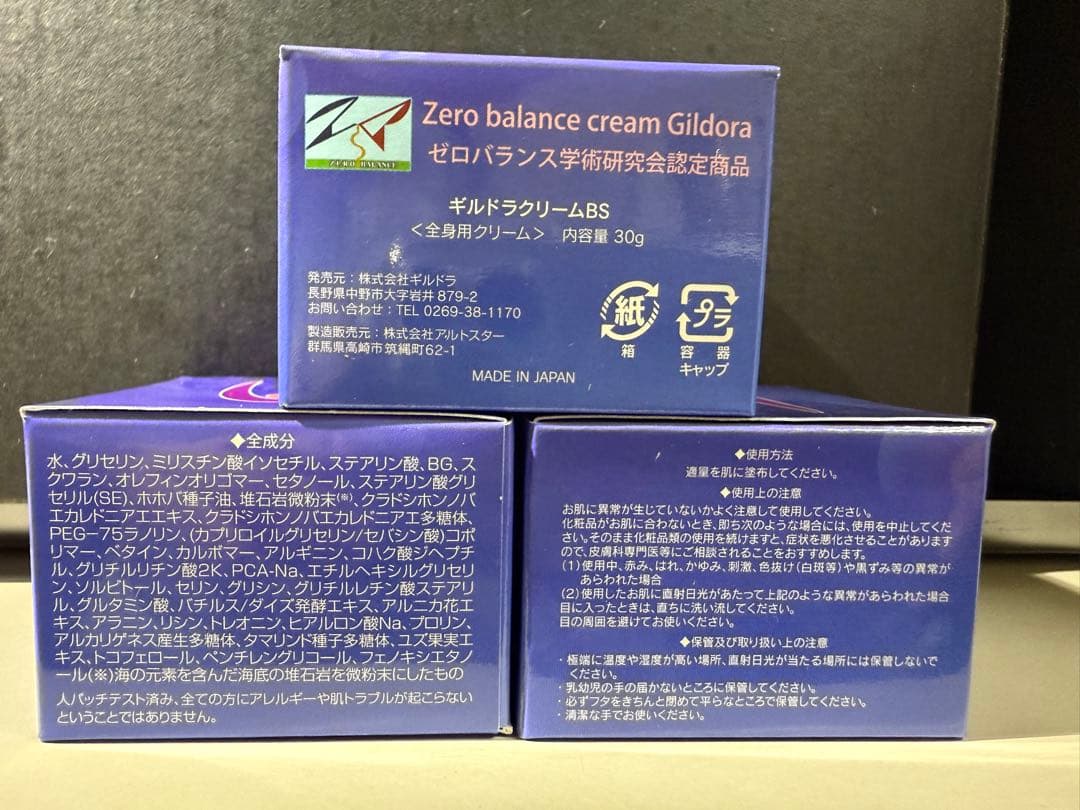 ZERO BALANCE
Zero balance cream Gildora
ゼロバランス学術研究会認定商品
ギルドラクリームBS
＜全身用クリーム＞ 内容量 30g
発売元：株式会社ギルドラ
長野県中野市大字岩井 879-2
お問い合わせ：TEL 0269-38-1170
製造販売元：株式会社アルトスター
群馬県高崎市筑縄町62-1
紙
箱
プラ
容器
キャップ
MADE IN JAPAN
◆全成分
水、グリセリン、ミリスチン酸イソセチル、ステアリン酸、BG、ス
クワラン、オレフィンオリゴマー、セタノール、ステアリン酸グリ
セリル(SE)、ホホバ種子油、堆石岩微粉末(※)、クラドシホンノバ
エカレドニアエエキス、クラドシホンノバエカレドニアエ多糖体、
PEG-75ラノリン、(カプリロイルグリセリン/セバシン酸)コポ
リマー、ベタイン、カルボマー、アルギニン、コハク酸ジヘプチ
ル、グリチルリチン酸2K、PCA-Na、エチルヘキシルグリセリ
ン、ソルビトール、セリン、グリシン、グリチルレチン酸ステアリ
ル、グルタミン酸、バチルス/ダイズ発酵エキス、アルニカ花エ
キス、アラニン、リシン、トレオニン、ヒアルロン酸Na、プロリン、
アルカリゲネス産生多糖体、タマリンド種子多糖体、ユズ果実エ
キス、トコフェロール、ペンチレングリコール、フェノキシエタノ
ール(※)海の元素を含んだ海底の堆石岩を微粉末にしたもの
人パッチテスト済み、全ての方にアレルギーや肌トラブルが起こらない
ということではありません。
◆使用方法
適量を肌に塗布してください。
◆使用上の注意
お肌に異常が生じていないかよく注意して使用してください。
化粧品がお肌に合わないとき、即ち次のような場合には、使用を中止してくだ
さい。そのまま化粧品類の使用を続けますと、症状を悪化させることがあります
ので、皮膚科専門医等にご相談されることをおすすめします。
(1)使用中、赤み、はれ、かゆみ、刺激、色抜け(白斑等)や黒ずみ等の異常が
あらわれた場合
(2)使用したお肌に直射日光があたって上記のような異常があらわれた場合
目に入ったときは、直ちに洗い流してください。
目の周囲を避けてお使いください。
◆保管及び取り扱い上の注意
・極端に温度や湿度が高い場所、直射日光が当たる場所には保管しないで
ください。
・乳幼児の手の届かないところに保管してください。
・必ずフタをきちんと閉めて平らなところで保管してください。
・清潔な手でお使いください。